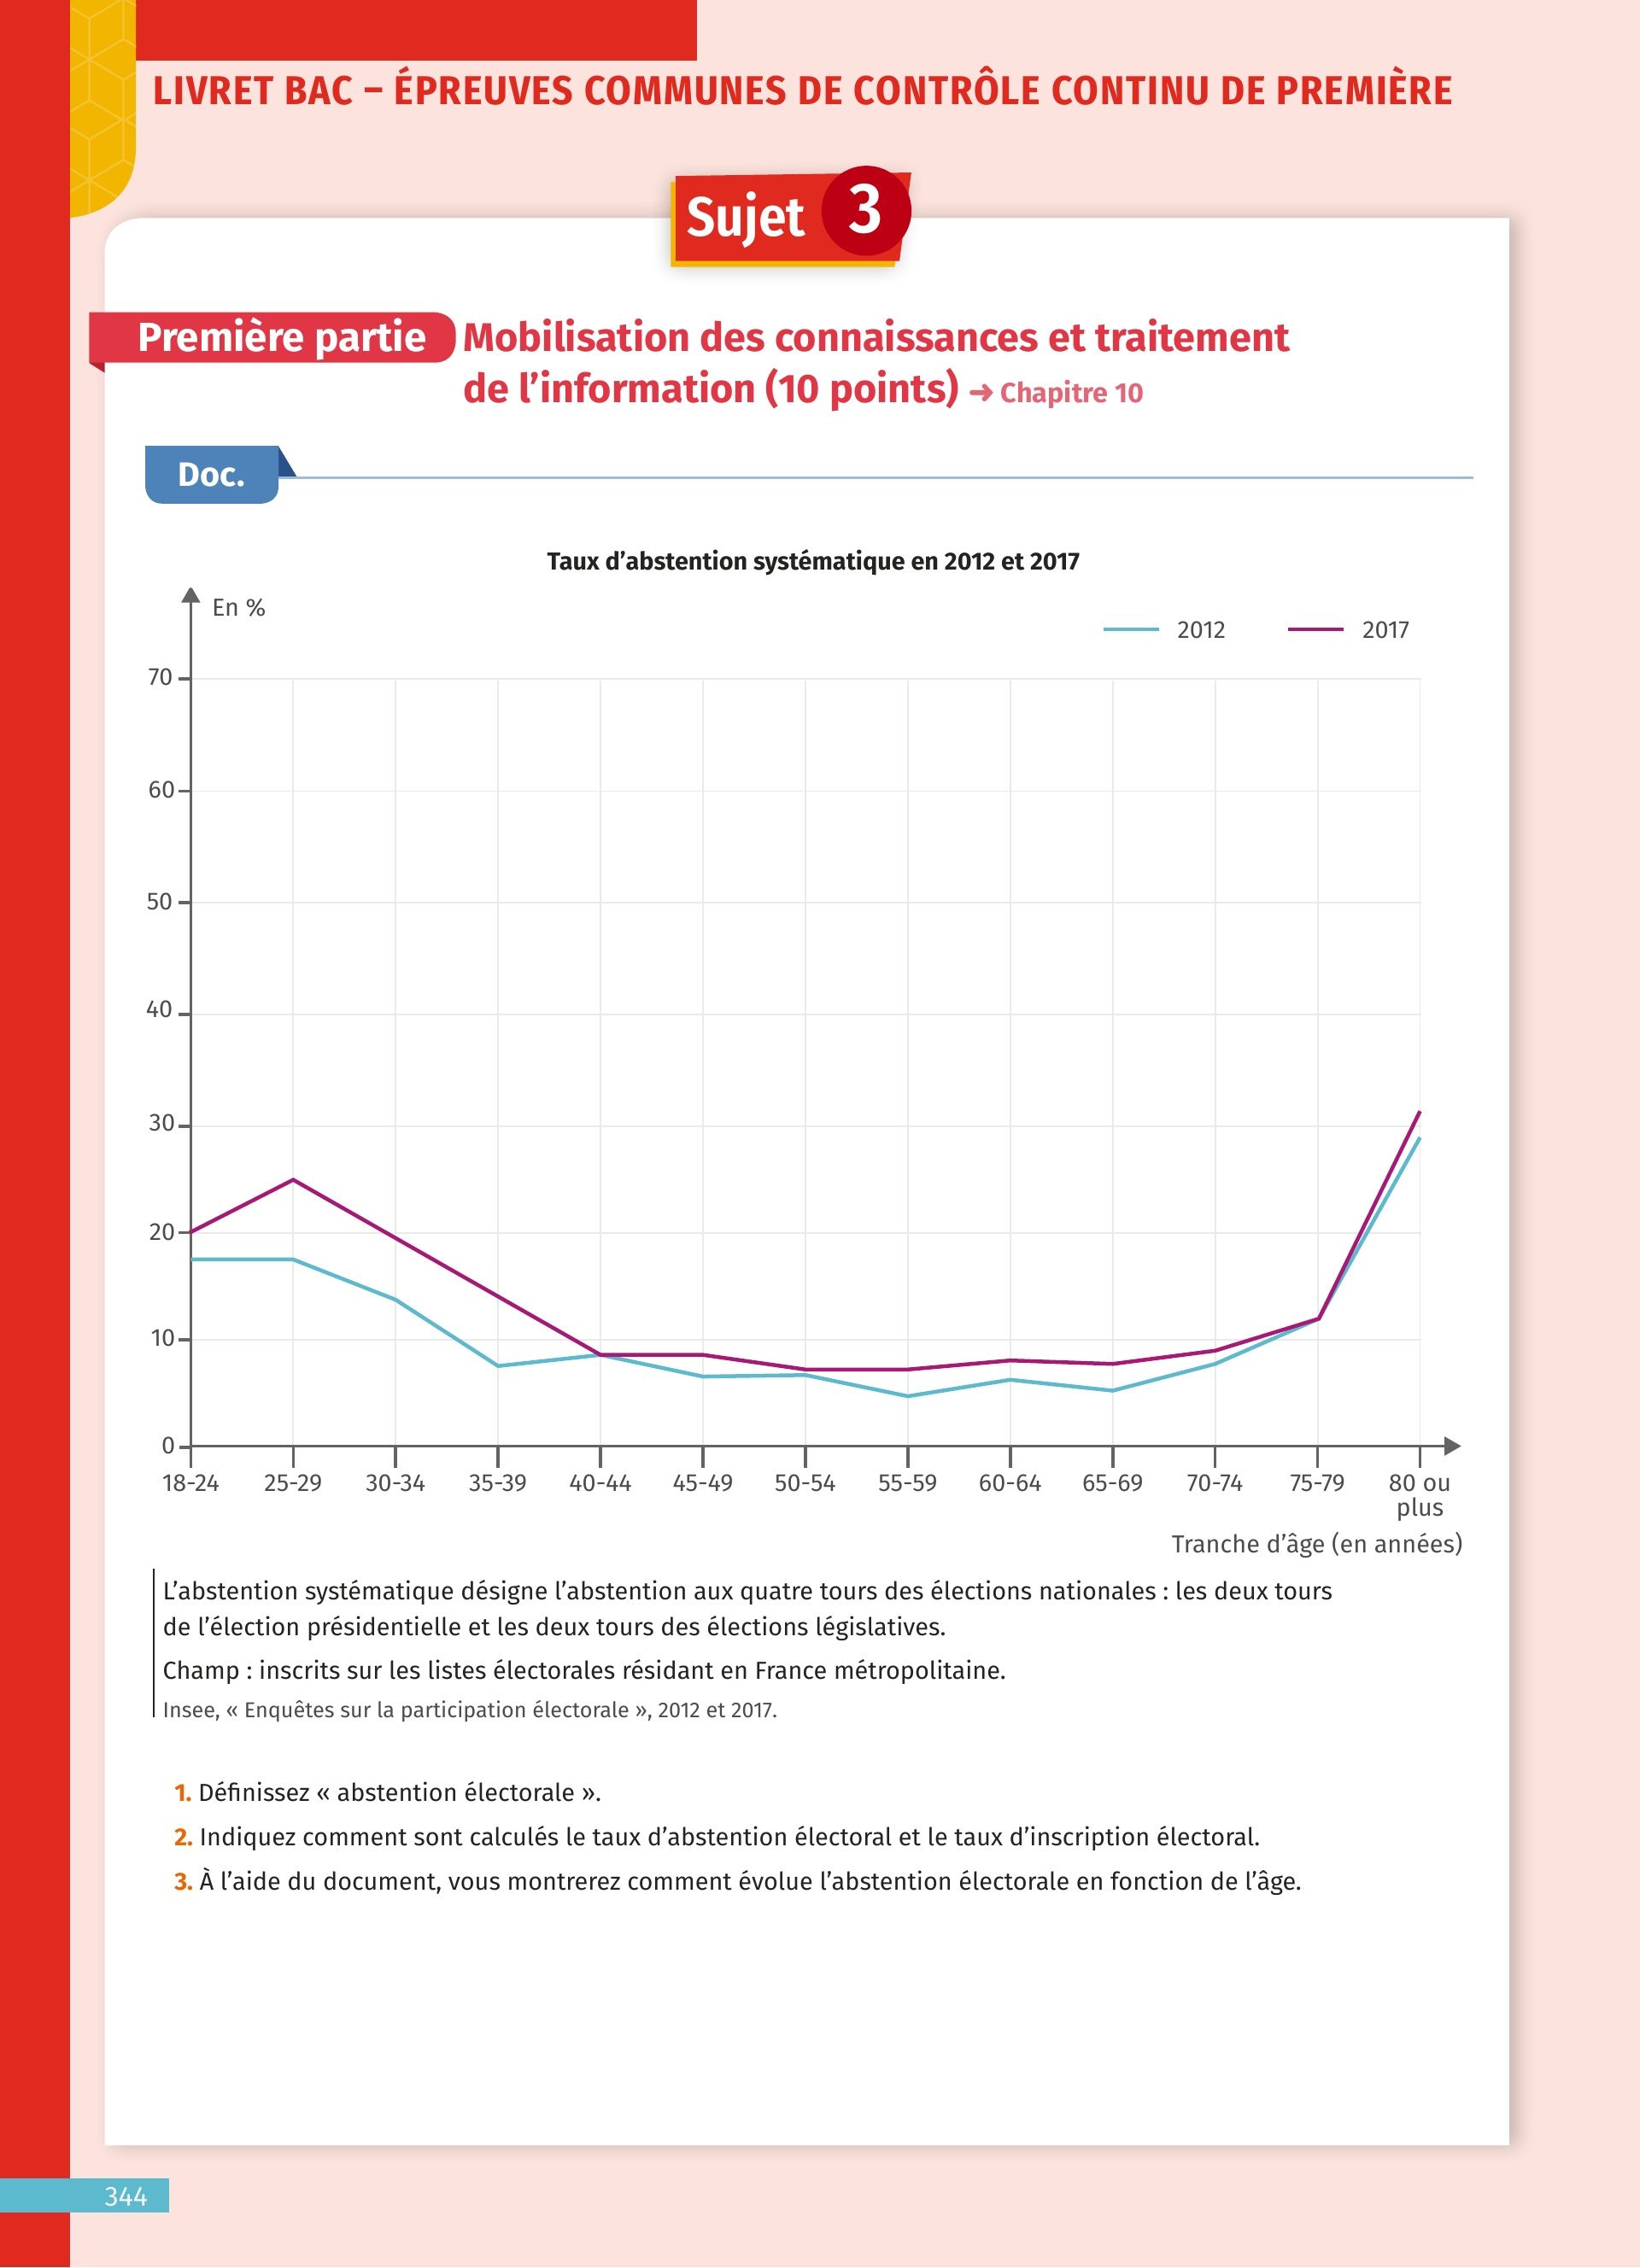 LIVRET BAC – ÉPREUVES COMMUNES DE CONTRÔLE CONTINU DE PREMIÈRE
Sujet 3
Première partie Mobilisation des connaissances et traitement
de l’information (10 points) ➜ Chapitre 10
Doc.
Taux d’abstention systématique en 2012 et 2017
En %
2012 2017
70
60
50
40
30
20
10
0
18-24 25-29 30-34 35-39 40-44 45-49 50-54 55-59 60-64 65-69 70-74 75-79 80 ou
plus
Tranche d’âge (en années)
L’abstention systématique désigne l’abstention aux quatre tours des élections nationales : les deux tours
de l’élection présidentielle et les deux tours des élections législatives.
Champ : inscrits sur les listes électorales résidant en France métropolitaine.
Insee, « Enquêtes sur la participation électorale », 2012 et 2017.
1. Définissez « abstention électorale ».
2. Indiquez comment sont calculés le taux d’abstention électoral et le taux d’inscription électoral.
3. À l’aide du document, vous montrerez comment évolue l’abstention électorale en fonction de l’âge.
344